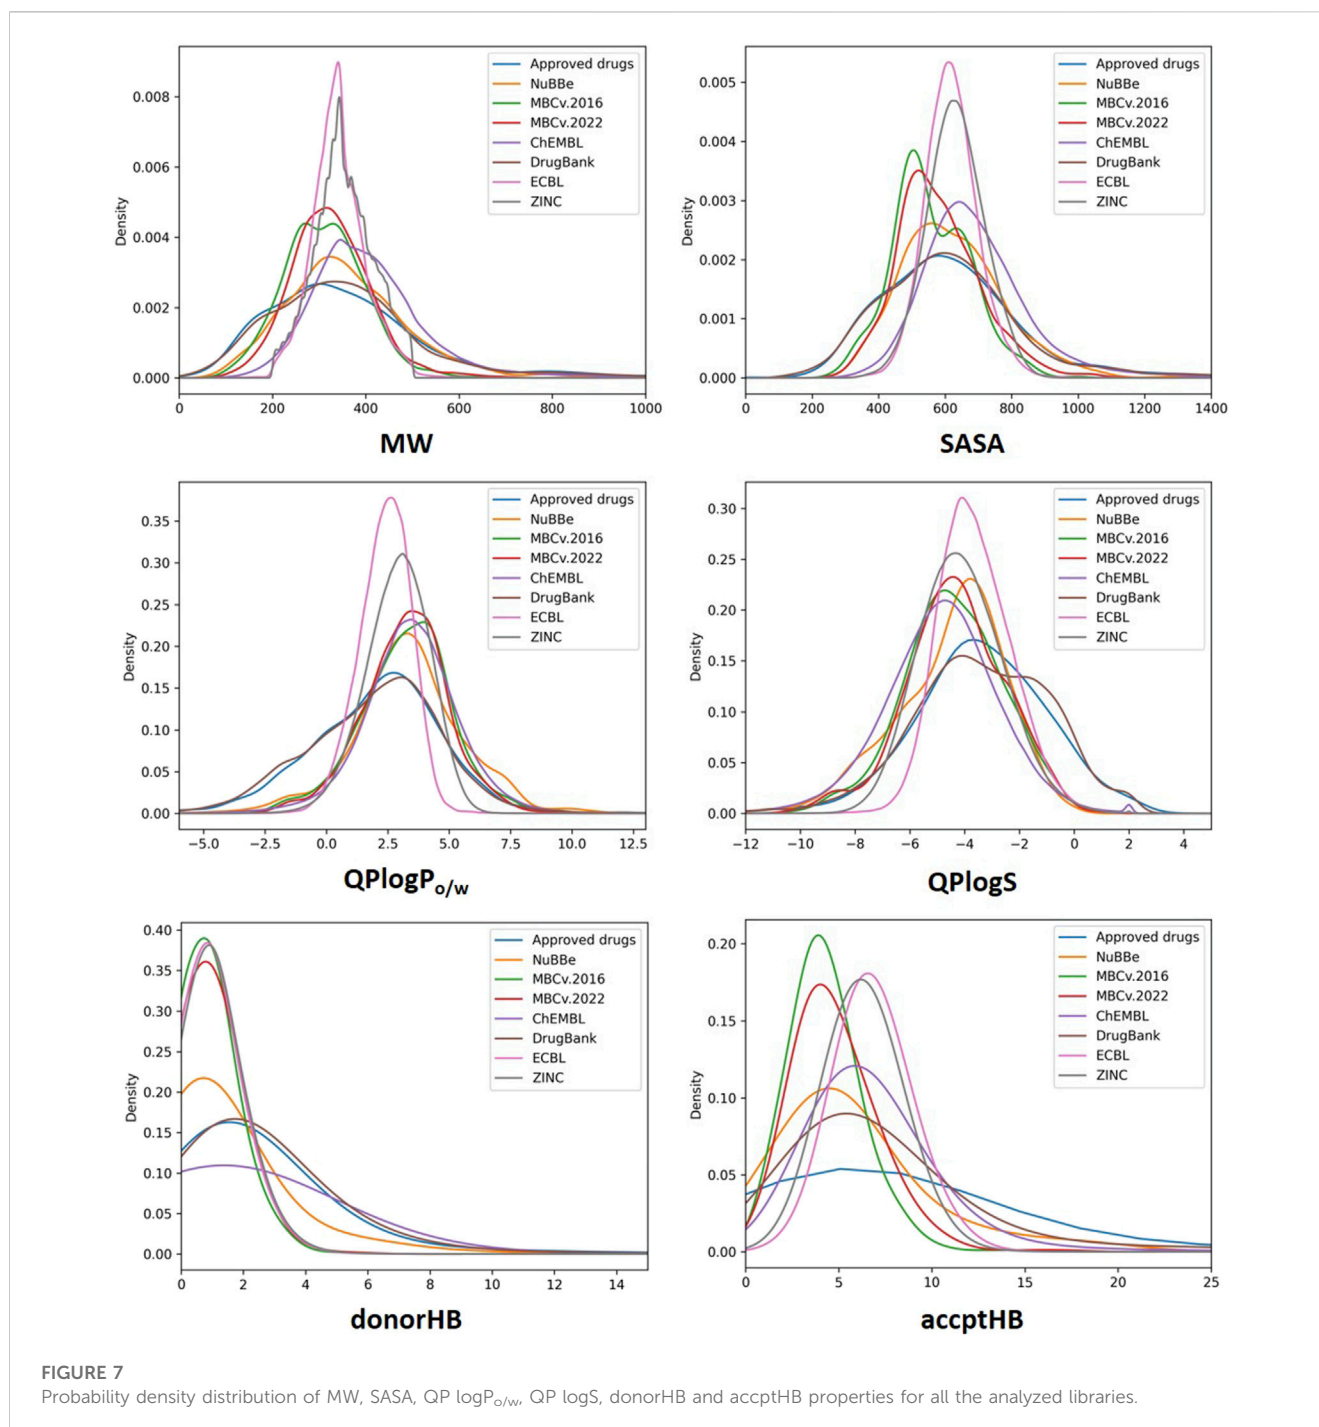 Approved drugs
NuBBe
MBCv.2016
MBCv.2022
ChEMBL
DrugBank
ECBL
ZINC
0.008
0.006
0.004
0.002
0.000
Density
0 200 400 600 800 1000
MW
Approved drugs
NuBBe
MBCv.2016
MBCv.2022
ChEMBL
DrugBank
ECBL
ZINC
0.005
0.004
0.003
0.002
0.001
0.000
Density
0 200 400 600 800 1000 1200 1400
SASA
Approved drugs
NuBBe
MBCv.2016
MBCv.2022
ChEMBL
DrugBank
ECBL
ZINC
0.35
0.30
0.25
0.20
0.15
0.10
0.05
0.00
Density
−5.0 −2.5 0.0 2.5 5.0 7.5 10.0 12.5
QPlogPo/w
Approved drugs
NuBBe
MBCv.2016
MBCv.2022
ChEMBL
DrugBank
ECBL
ZINC
0.30
0.25
0.20
0.15
0.10
0.05
0.00
Density
−12 −10 −8 −6 −4 −2 0 2 4
QPlogS
Approved drugs
NuBBe
MBCv.2016
MBCv.2022
ChEMBL
DrugBank
ECBL
ZINC
0.40
0.35
0.30
0.25
0.20
0.15
0.10
0.05
0.00
Density
0 2 4 6 8 10 12 14
donorHB
Approved drugs
NuBBe
MBCv.2016
MBCv.2022
ChEMBL
DrugBank
ECBL
ZINC
0.20
0.15
0.10
0.05
0.00
Density
0 5 10 15 20 25
accptHB
FIGURE 7
Probability density distribution of MW, SASA, QP logPo/w, QP logS, donorHB and accptHB properties for all the analyzed libraries.